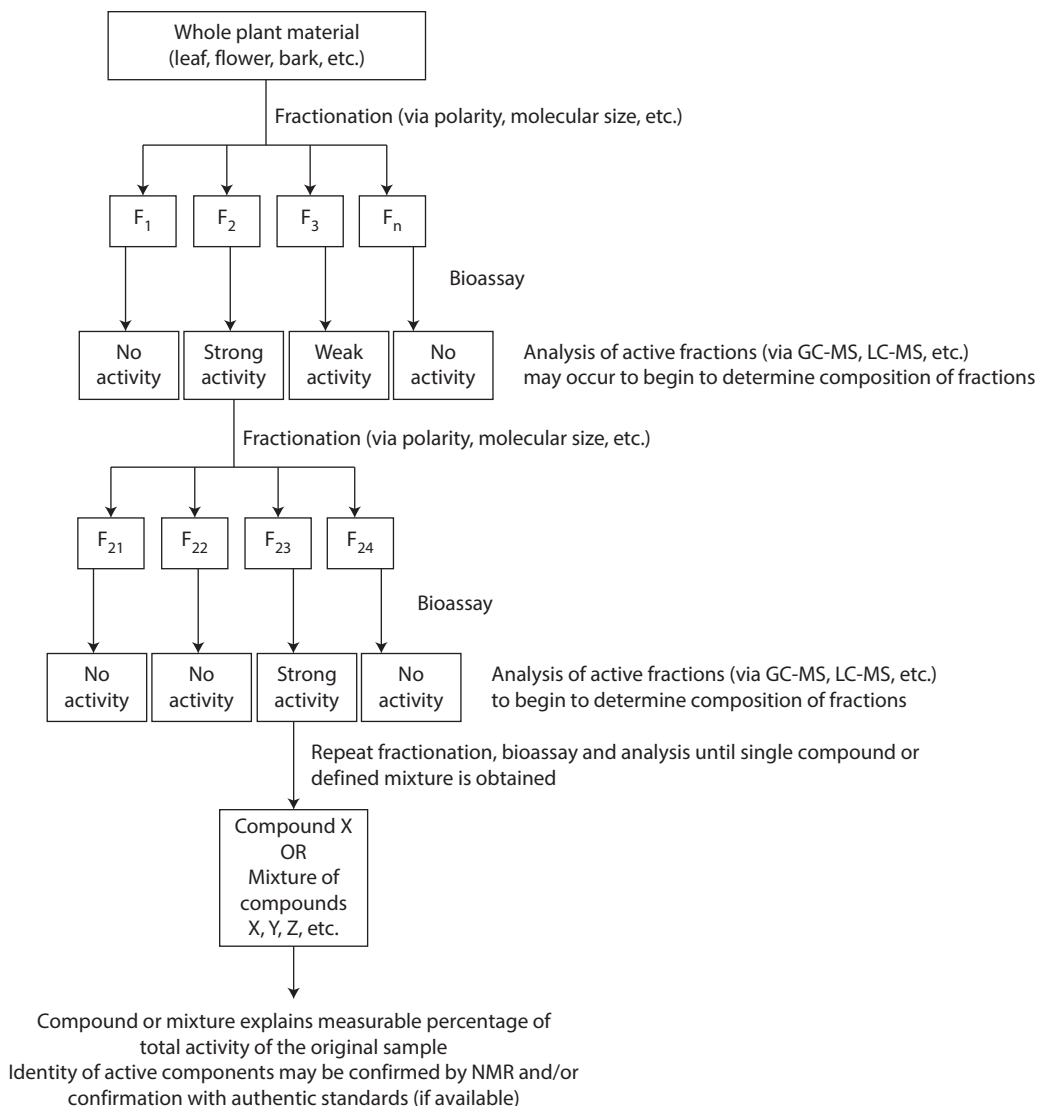 Whole plant material
(leaf, flower, bark, etc.)
Fractionation (via polarity, molecular size, etc.)
F1 F2 F3 Fn
Bioassay
No activity
Strong activity
Weak activity
No activity
Analysis of active fractions (via GC-MS, LC-MS, etc.)
may occur to begin to determine composition of fractions
Fractionation (via polarity, molecular size, etc.)
F21 F22 F23 F24
Bioassay
No activity
No activity
Strong activity
No activity
Analysis of active fractions (via GC-MS, LC-MS, etc.)
to begin to determine composition of fractions
Repeat fractionation, bioassay and analysis until single compound or
defined mixture is obtained
Compound X
OR
Mixture of
compounds
X, Y, Z, etc.
Compound or mixture explains measurable percentage of
total activity of the original sample
Identity of active components may be confirmed by NMR and/or
confirmation with authentic standards (if available)